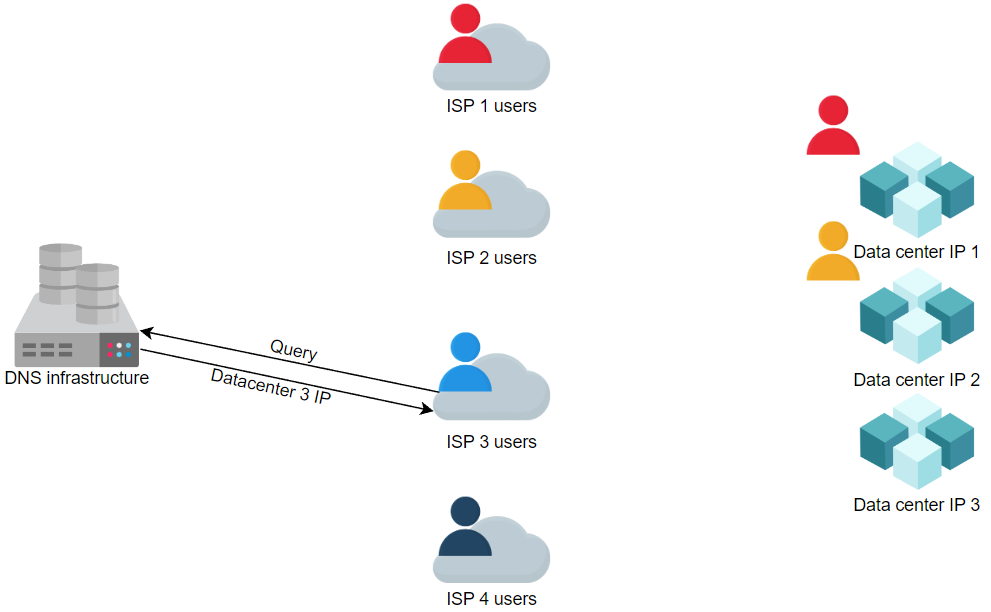 ISP 1 users
ISP 2 users
Data center IP 1
Query
DNS infrastructure
Datacenter 3 IP
Data center IP 2
ISP 3 users
Data center IP 3
ISP 4 users